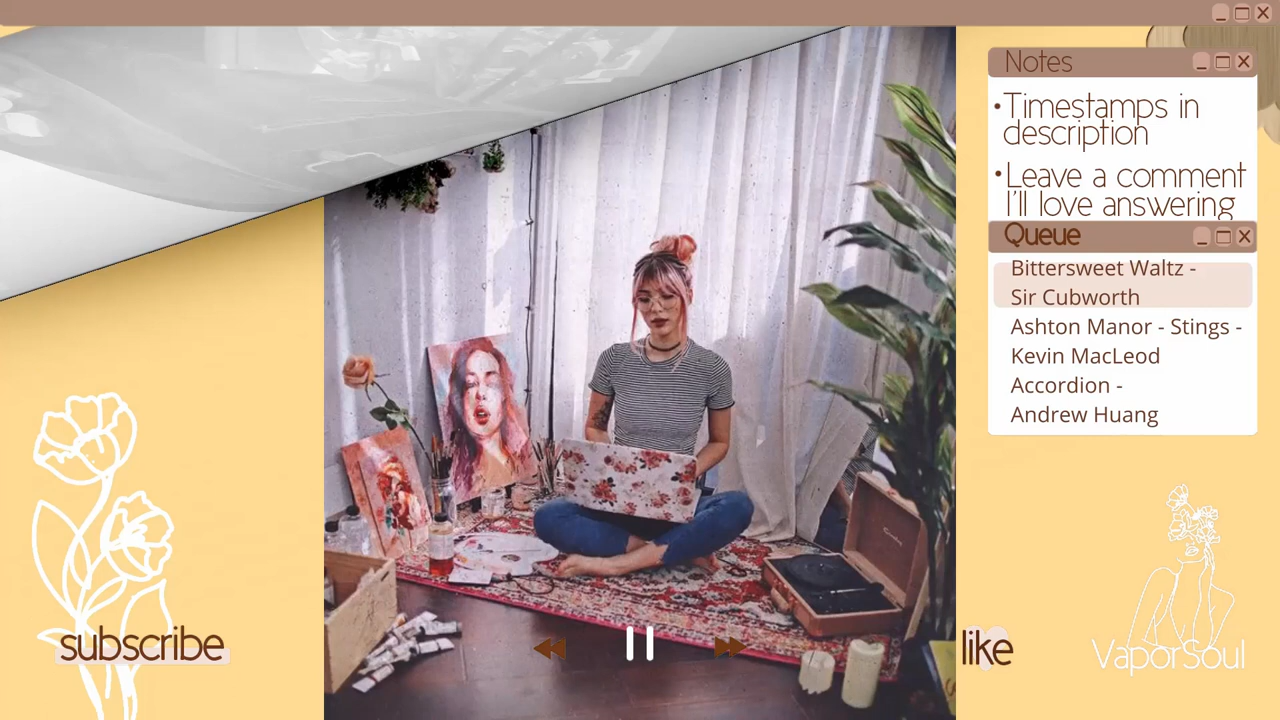 Notes
•Timestamps in
description
•Leave a comment
I'll love answering
Queue
Bittersweet Waltz -
Sir Cubworth
Ashton Manor - Stings -
Kevin MacLeod
Accordion -
Andrew Huang
subscribe
like
VaporSoul